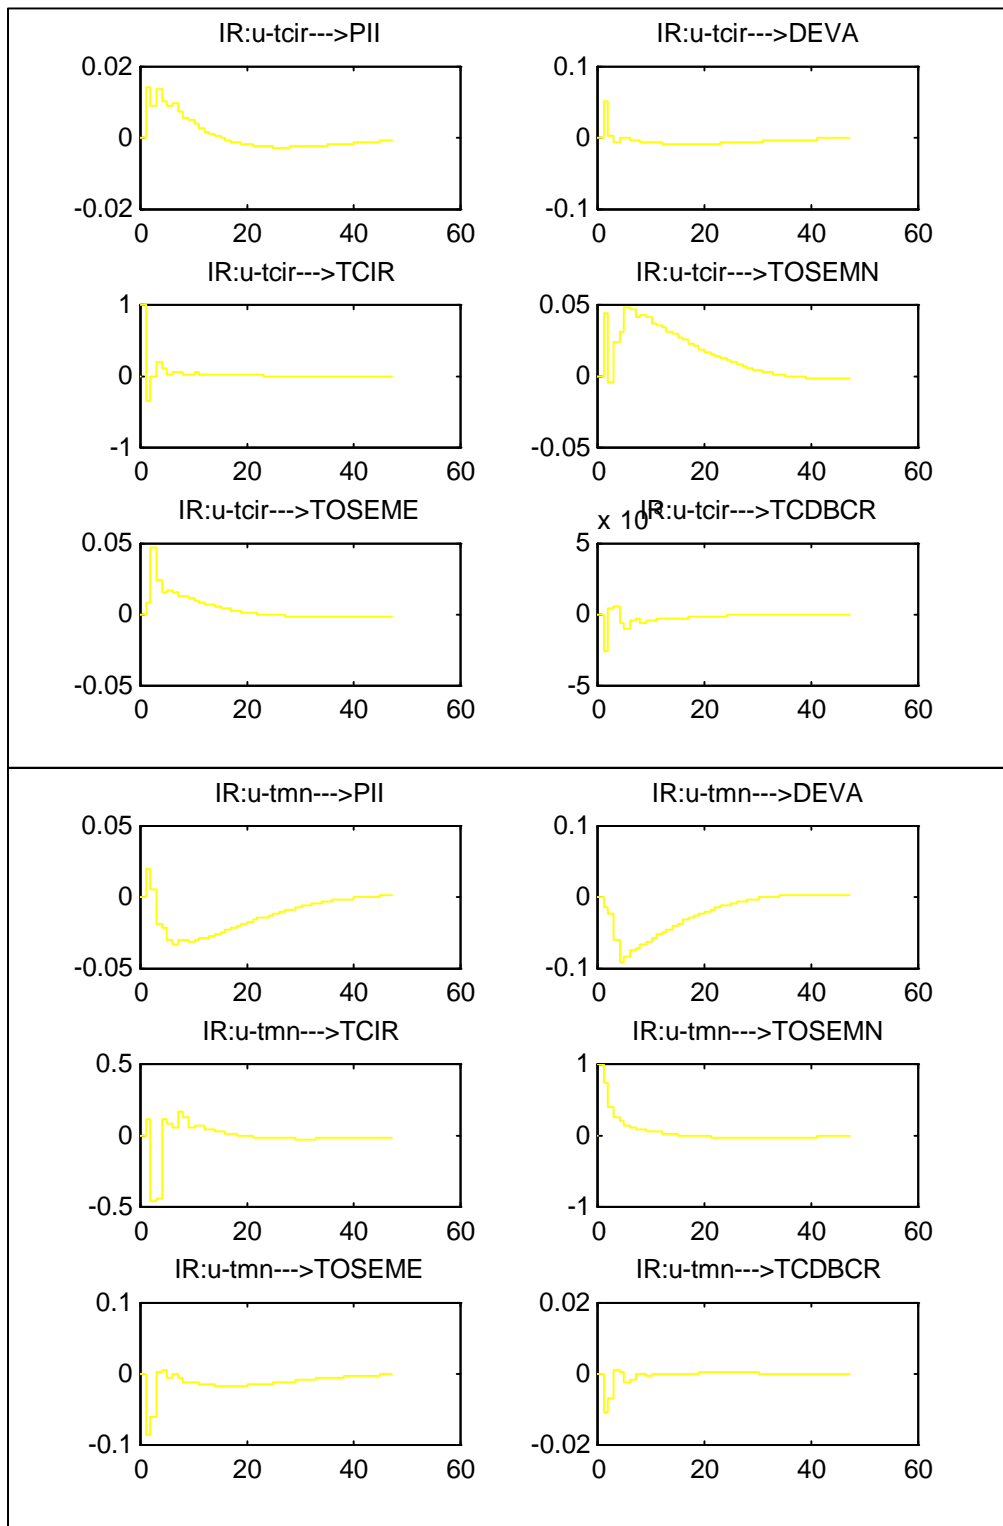 IR:u-tcir--->PII
0.02
0
-0.02
0 20 40 60
IR:u-tcir--->DEVA
0.1
0
-0.1
0 20 40 60
IR:u-tcir--->TCIR
1
0
-1
0 20 40 60
IR:u-tcir--->TOSEMN
0.05
0
-0.05
0 20 40 60
IR:u-tcir--->TOSEME
0.05
0
-0.05
0 20 40 60
IR:u-tcir--->TCDBCR
x 10
5
0
-5
0 20 40 60
IR:u-tmn--->PII
0.05
0
-0.05
0 20 40 60
IR:u-tmn--->DEVA
0.1
0
-0.1
0 20 40 60
IR:u-tmn--->TCIR
0.5
0
-0.5
0 20 40 60
IR:u-tmn--->TOSEMN
1
0
-1
0 20 40 60
IR:u-tmn--->TOSEME
0.1
0
-0.1
0 20 40 60
IR:u-tmn--->TCDBCR
0.02
0
-0.02
0 20 40 60